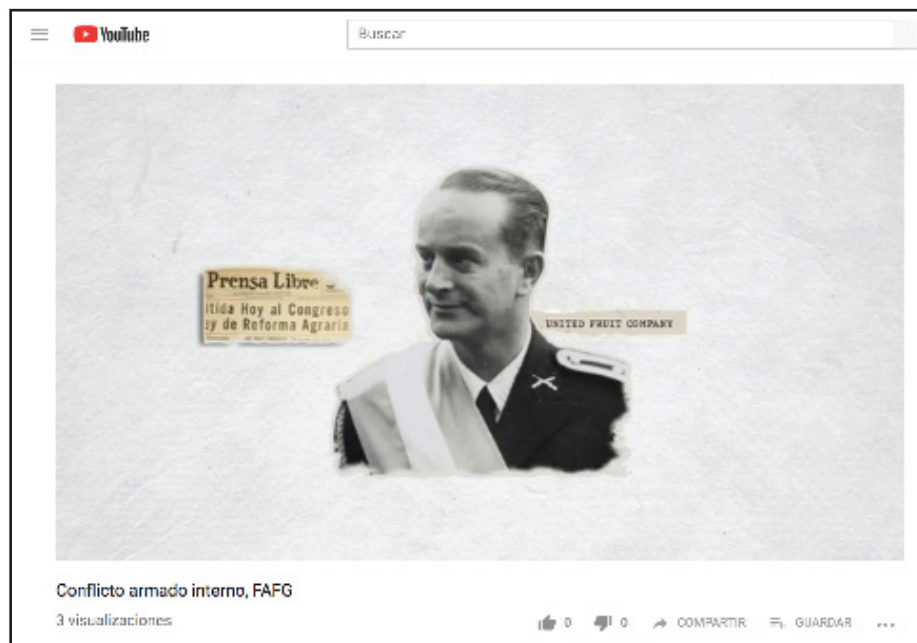 YouTube
Buscar
Prensa Libre
itida Hoy al Congreso
ey de Reforma Agraria
UNITED FRUIT COMPANY
Conflicto armado interno, FAFG
3 visualizaciones
0 0 COMPARTIR GUARDAR